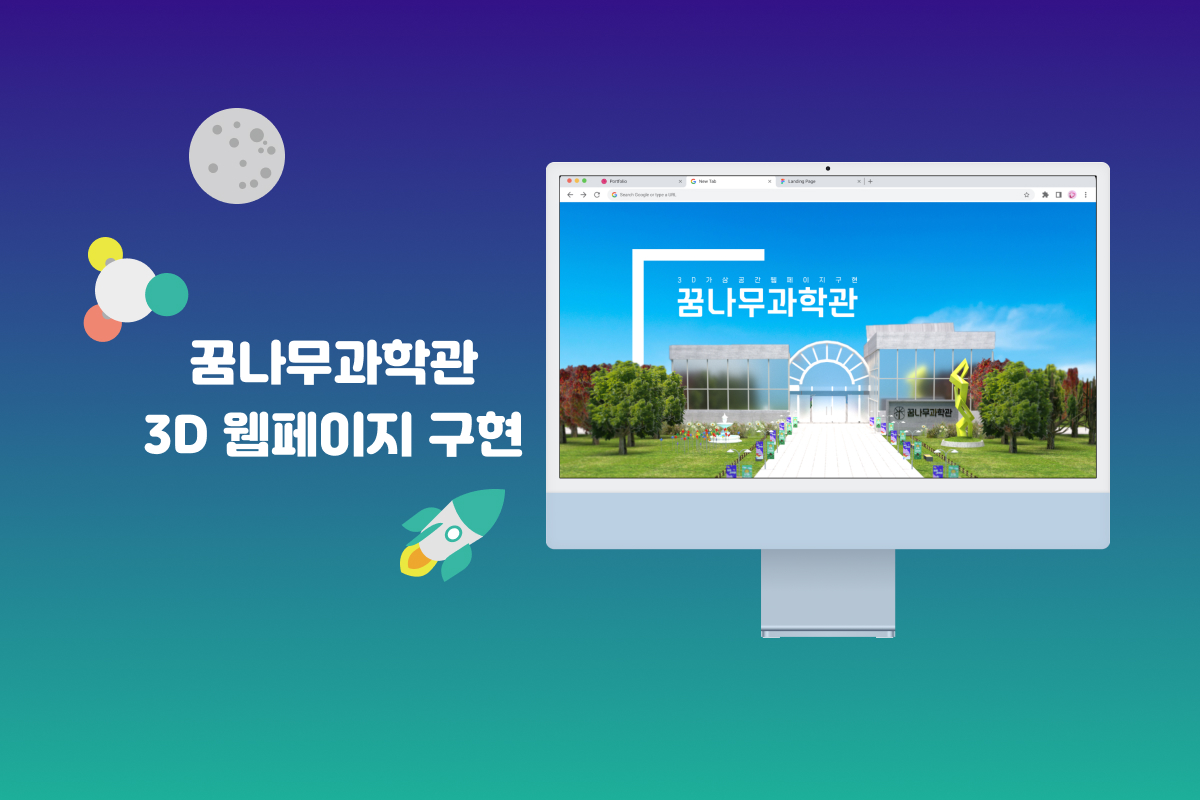 꿈나무과학관
3D 웹페이지 구현
Portfolio
New Tab
Landing Page
Search Google or type a URL
3D가상공간웹페이지구현
꿈나무과학관
꿈나무과학관